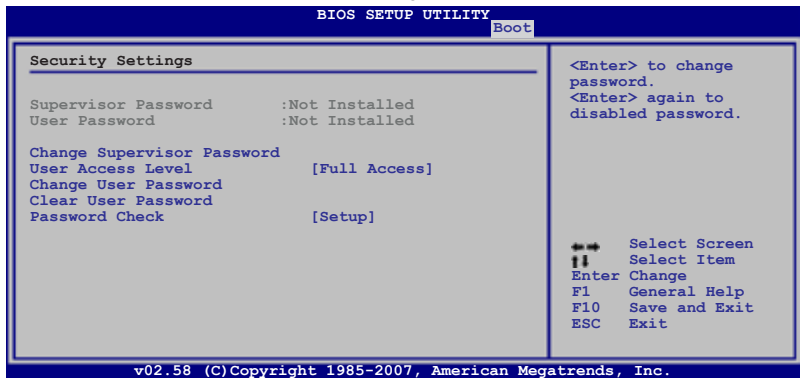 BIOS SETUP UTILITY
Boot
Security Settings
Supervisor Password :Not Installed
User Password :Not Installed
Change Supervisor Password
User Access Level [Full Access]
Change User Password
Clear User Password
Password Check [Setup]
<Enter> to change
password.
<Enter> again to
disabled password.
←→ Select Screen
↑↓ Select Item
Enter Change
F1 General Help
F10 Save and Exit
ESC Exit
v02.58 (C)Copyright 1985-2007, American Megatrends, Inc.